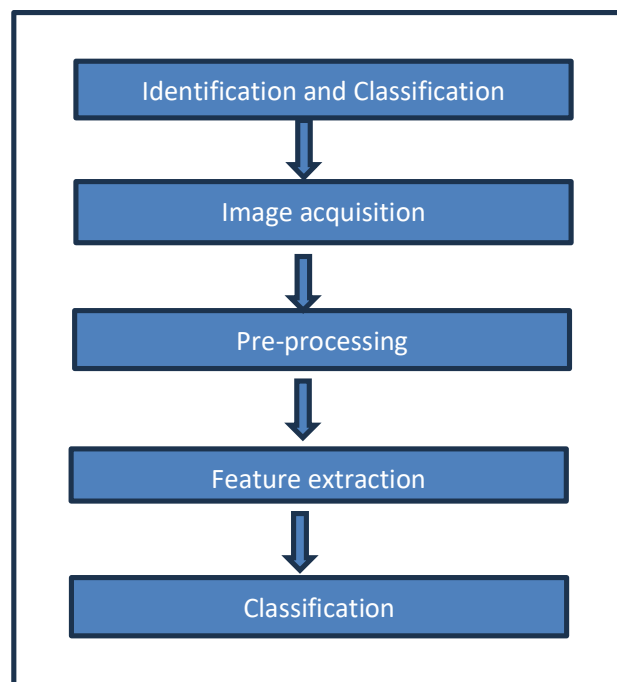 Identification and Classification
Image acquisition
Pre-processing
Feature extraction
Classification